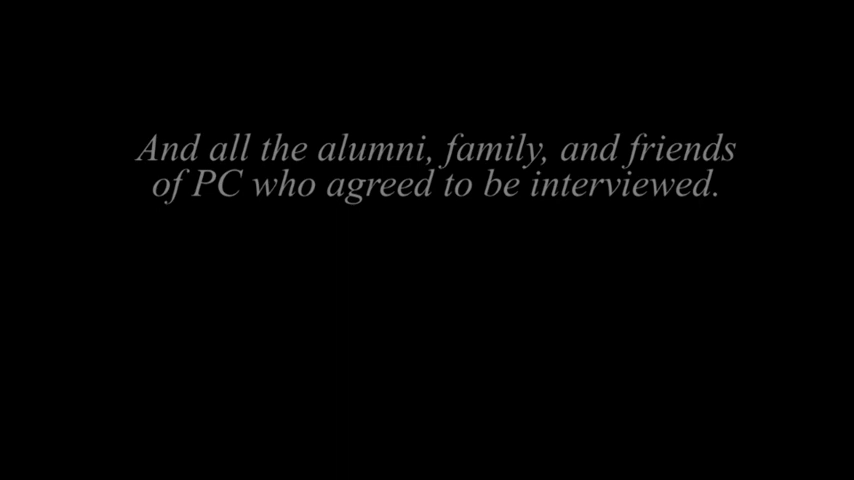 And all the alumni, family, and friends
of PC who agreed to be interviewed.